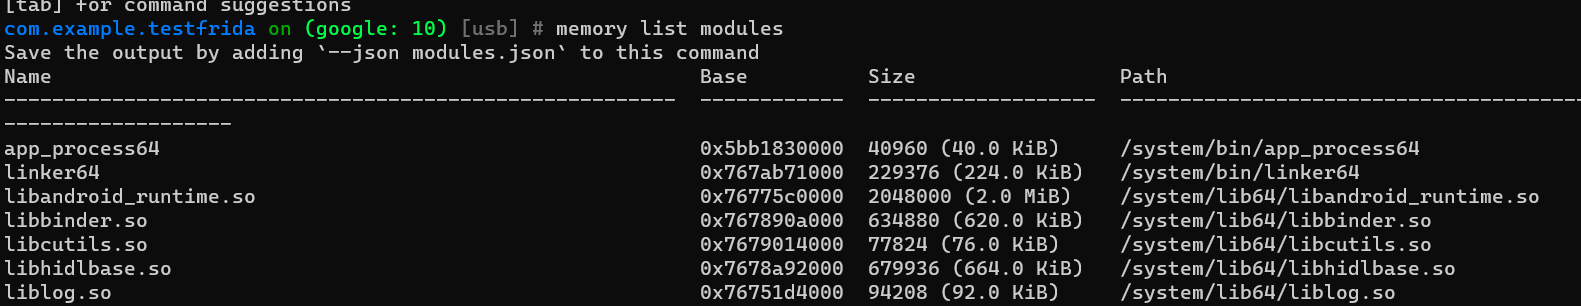 [tab] for command suggestions
com.example.testfrida on (google: 10) [usb] # memory list modules
Save the output by adding `--json modules.json` to this command
Name Base Size Path
-------------------------------------------------------- ------------ ------------------- ---------------------------------------
-------------------
app_process64 0x5bb1830000 40960 (40.0 KiB) /system/bin/app_process64
linker64 0x767ab71000 229376 (224.0 KiB) /system/bin/linker64
libandroid_runtime.so 0x76775c0000 2048000 (2.0 MiB) /system/lib64/libandroid_runtime.so
libbinder.so 0x767890a000 634880 (620.0 KiB) /system/lib64/libbinder.so
libcutils.so 0x7679014000 77824 (76.0 KiB) /system/lib64/libcutils.so
libhidlbase.so 0x7678a92000 679936 (664.0 KiB) /system/lib64/libhidlbase.so
liblog.so 0x76751d4000 94208 (92.0 KiB) /system/lib64/liblog.so